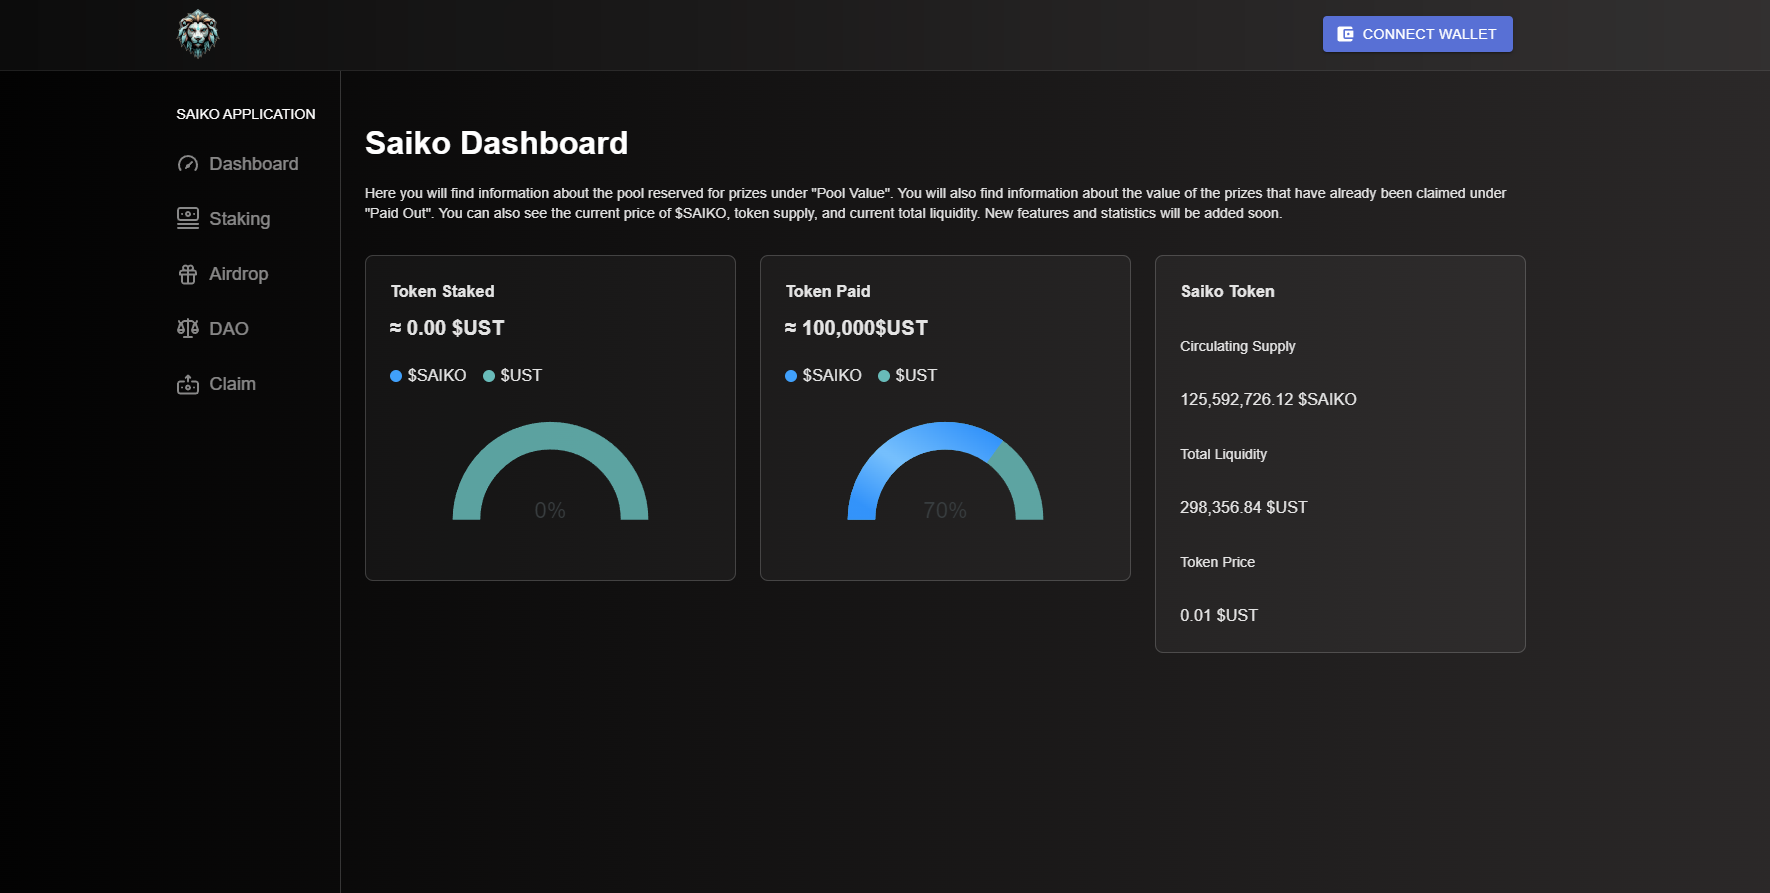 CONNECT WALLET
SAIKO APPLICATION
Dashboard
Staking
Airdrop
DAO
Claim
Saiko Dashboard
Here you will find information about the pool reserved for prizes under "Pool Value". You will also find information about the value of the prizes that have already been claimed under
"Paid Out". You can also see the current price of $SAIKO, token supply, and current total liquidity. New features and statistics will be added soon.
Token Staked
≈ 0.00 $UST
$SAIKO $UST
0%
Token Paid
≈ 100,000$UST
$SAIKO $UST
70%
Saiko Token
Circulating Supply
125,592,726.12 $SAIKO
Total Liquidity
298,356.84 $UST
Token Price
0.01 $UST